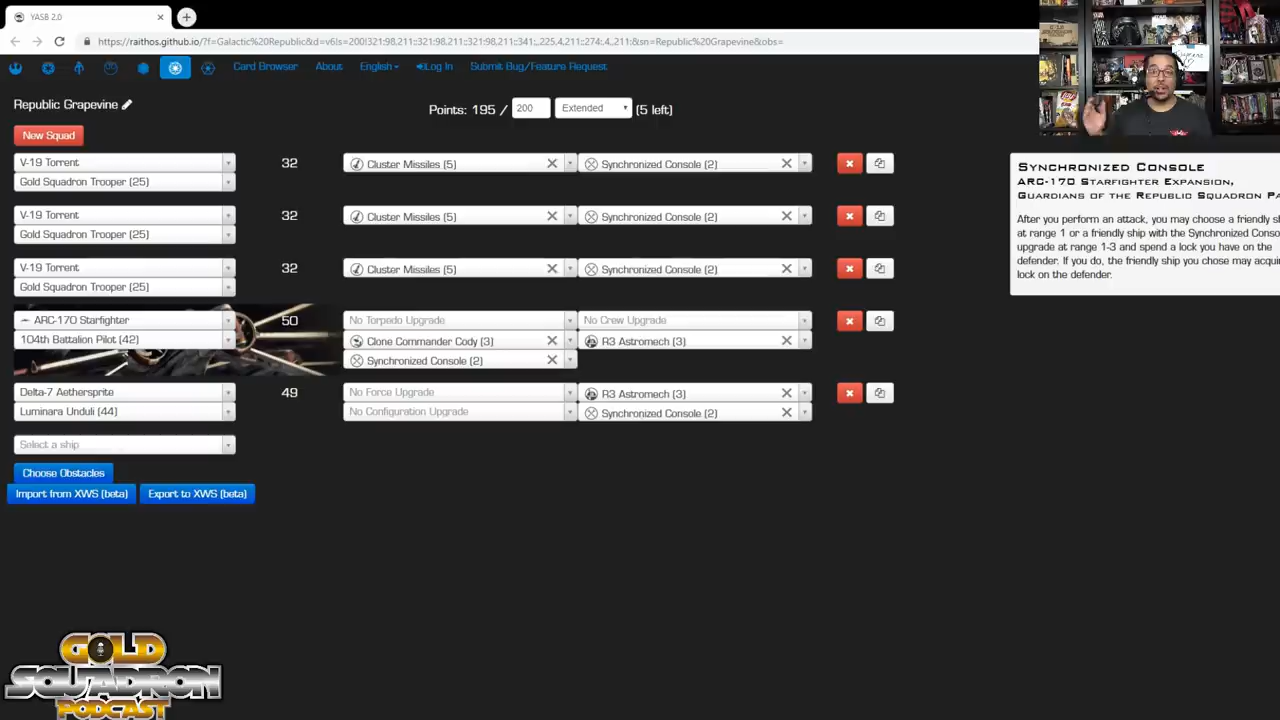 YASB 2.0
https://raithos.github.io/?f=Galactic%20Republic&d=v6!s=200!321:98,211;;321:98,211;;321:98,211;;341:,,225,4,211;;274:,4,,211;;&sn=Republic%20Grapevine&obs=
Card Browser About English Log In Submit Bug/Feature Request
Republic Grapevine
Points: 195 / 200 Extended (5 left)
New Squad
V-19 Torrent 32 Cluster Missiles (5) Synchronized Console (2)
Gold Squadron Trooper (25)
V-19 Torrent 32 Cluster Missiles (5) Synchronized Console (2)
Gold Squadron Trooper (25)
V-19 Torrent 32 Cluster Missiles (5) Synchronized Console (2)
Gold Squadron Trooper (25)
ARC-170 Starfighter 50 No Torpedo Upgrade No Crew Upgrade
104th Battalion Pilot (42) Clone Commander Cody (3) R3 Astromech (3)
Synchronized Console (2)
Delta-7 Aethersprite 49 No Force Upgrade R3 Astromech (3)
Luminara Unduli (44) No Configuration Upgrade Synchronized Console (2)
Select a ship
Choose Obstacles
Import from XWS (beta) Export to XWS (beta)
Synchronized Console
ARC-170 Starfighter Expansion,
Guardians of the Republic Squadron Pa
After you perform an attack, you may choose a friendly sh
at range 1 or a friendly ship with the Synchronized Conso
upgrade at range 1-3 and spend a lock you have on the
defender. If you do, the friendly ship you chose may acqui
lock on the defender.
GOLD
SQUADRON
PODCAST